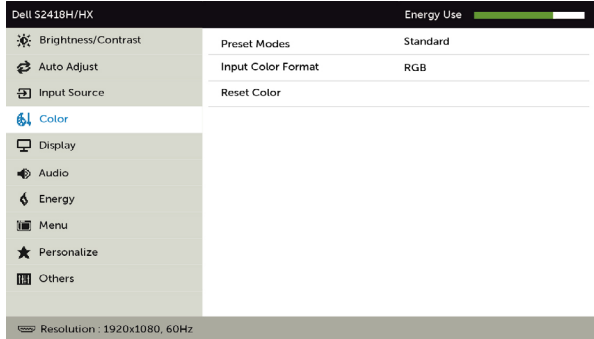 Dell S2418H/HX Energy Use
Brightness/Contrast
Auto Adjust
Input Source
Color
Display
Audio
Energy
Menu
Personalize
Others
Preset Modes Standard
Input Color Format RGB
Reset Color
Resolution : 1920x1080, 60Hz